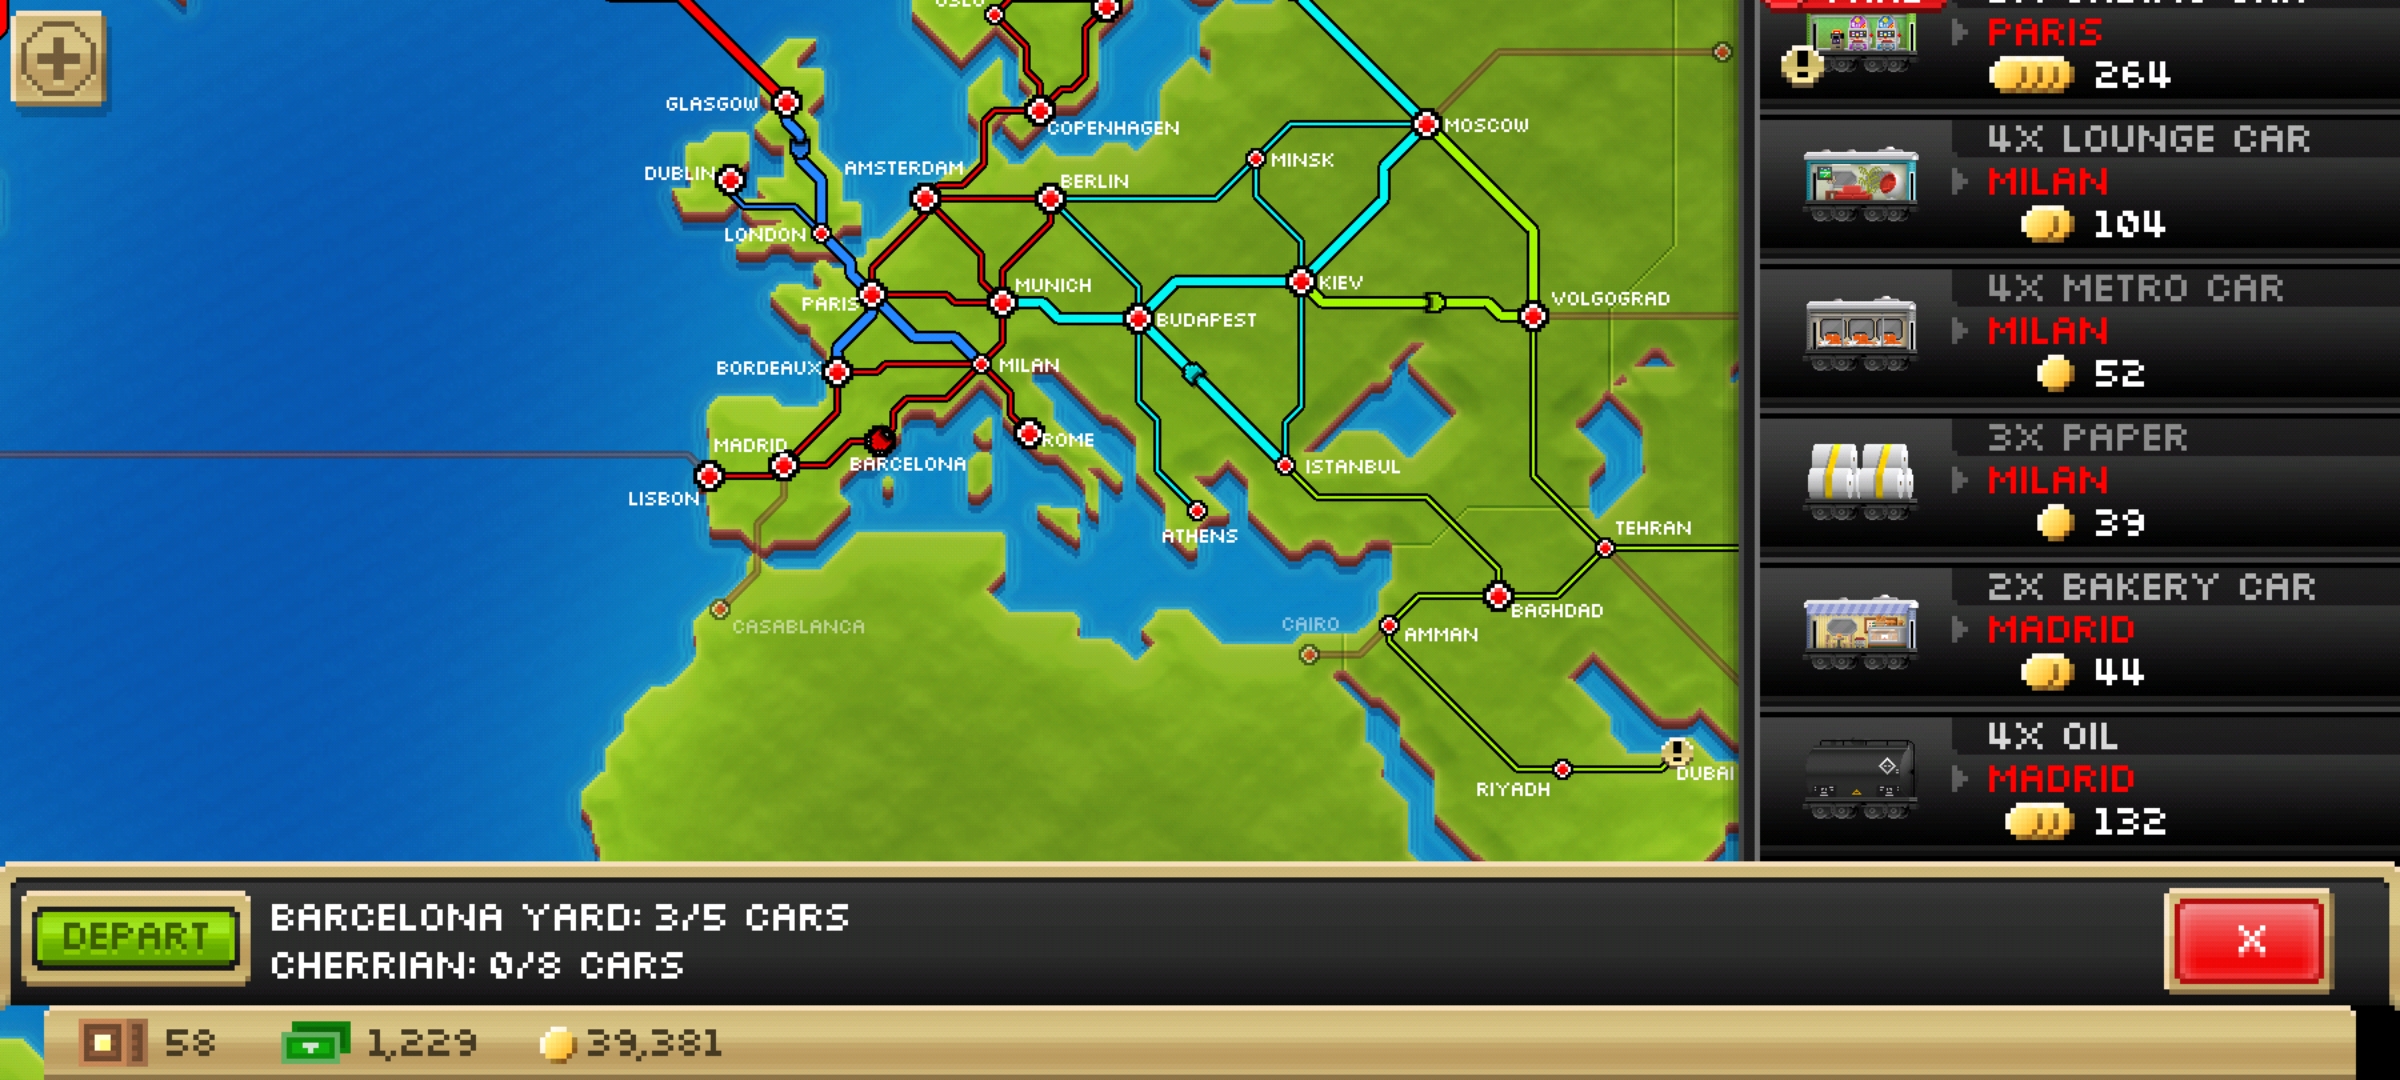 OSLO
GLASGOW
COPENHAGEN
MOSCOW
MINSK
DUBLIN
AMSTERDAM
BERLIN
LONDON
PARIS
MUNICH
KIEV
VOLGOGRAD
BUDAPEST
BORDEAUX
MILAN
MADRID
BARCELONA
ROME
ISTANBUL
LISBON
ATHENS
TEHRAN
CASABLANCA
CAIRO
AMMAN
BAGHDAD
RIYADH
DUBAI
PARIS
264
4X LOUNGE CAR
MILAN
104
4X METRO CAR
MILAN
52
3X PAPER
MILAN
39
2X BAKERY CAR
MADRID
44
4X OIL
MADRID
132
DEPART
BARCELONA YARD: 3/5 CARS
CHERRIAN: 0/8 CARS
X
58
1,229
39,381